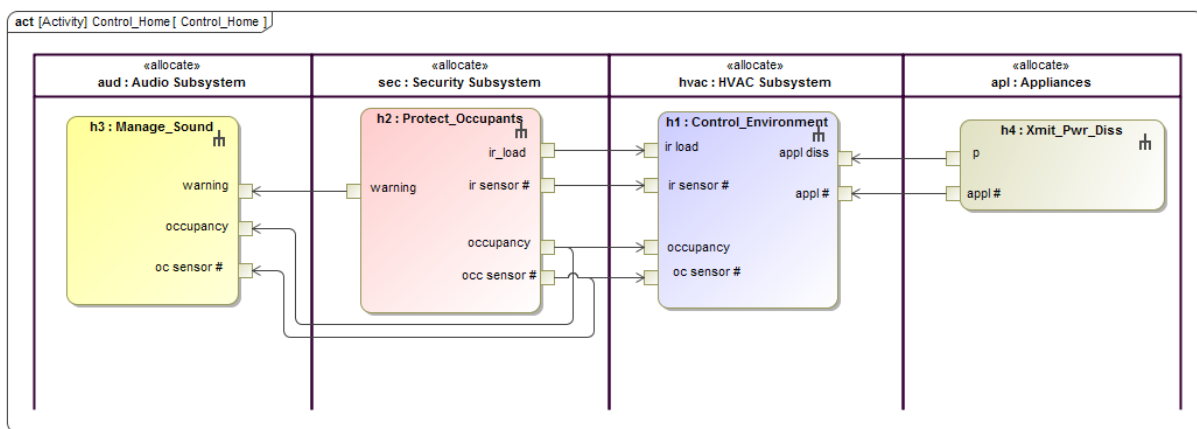 act [Activity] Control_Home [ Control_Home ]
«allocate»
aud : Audio Subsystem
«allocate»
sec : Security Subsystem
«allocate»
hvac : HVAC Subsystem
«allocate»
apl : Appliances
h3 : Manage_Sound
warning
occupancy
oc sensor #
h2 : Protect_Occupants
ir_load
ir sensor #
warning
occupancy
occ sensor #
h1 : Control_Environment
ir load
appl diss
ir sensor #
appl #
occupancy
oc sensor #
h4 : Xmit_Pwr_Diss
p
appl #